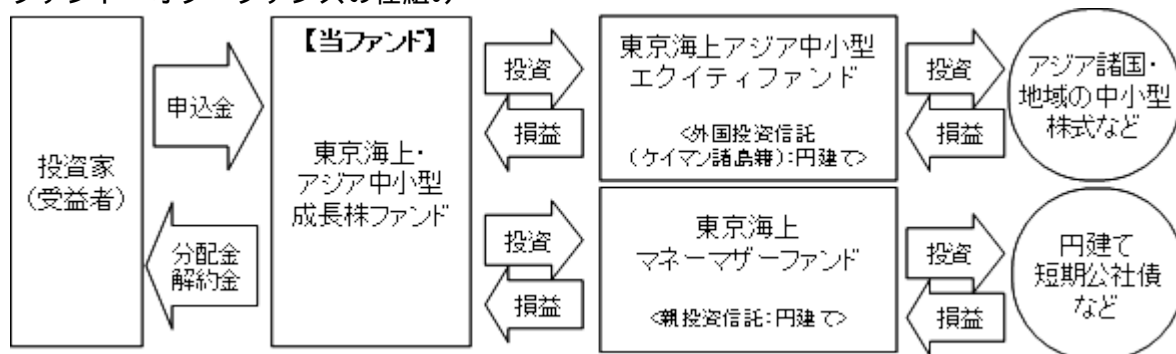 ファンド・オブ・ファンズの仕組み
投資家
(受益者)
申込金
分配金
解約金
【当ファンド】
東京海上・
アジア中小型
成長株ファンド
投資
損益
東京海上アジア中小型
エクイティファンド
<外国投資信託
(ケイマン諸島籍):円建て>
投資
損益
アジア諸国・
地域の中小型
株式など
投資
損益
東京海上
マネーマザーファンド
<親投資信託:円建て>
投資
損益
円建て
短期公社債
など